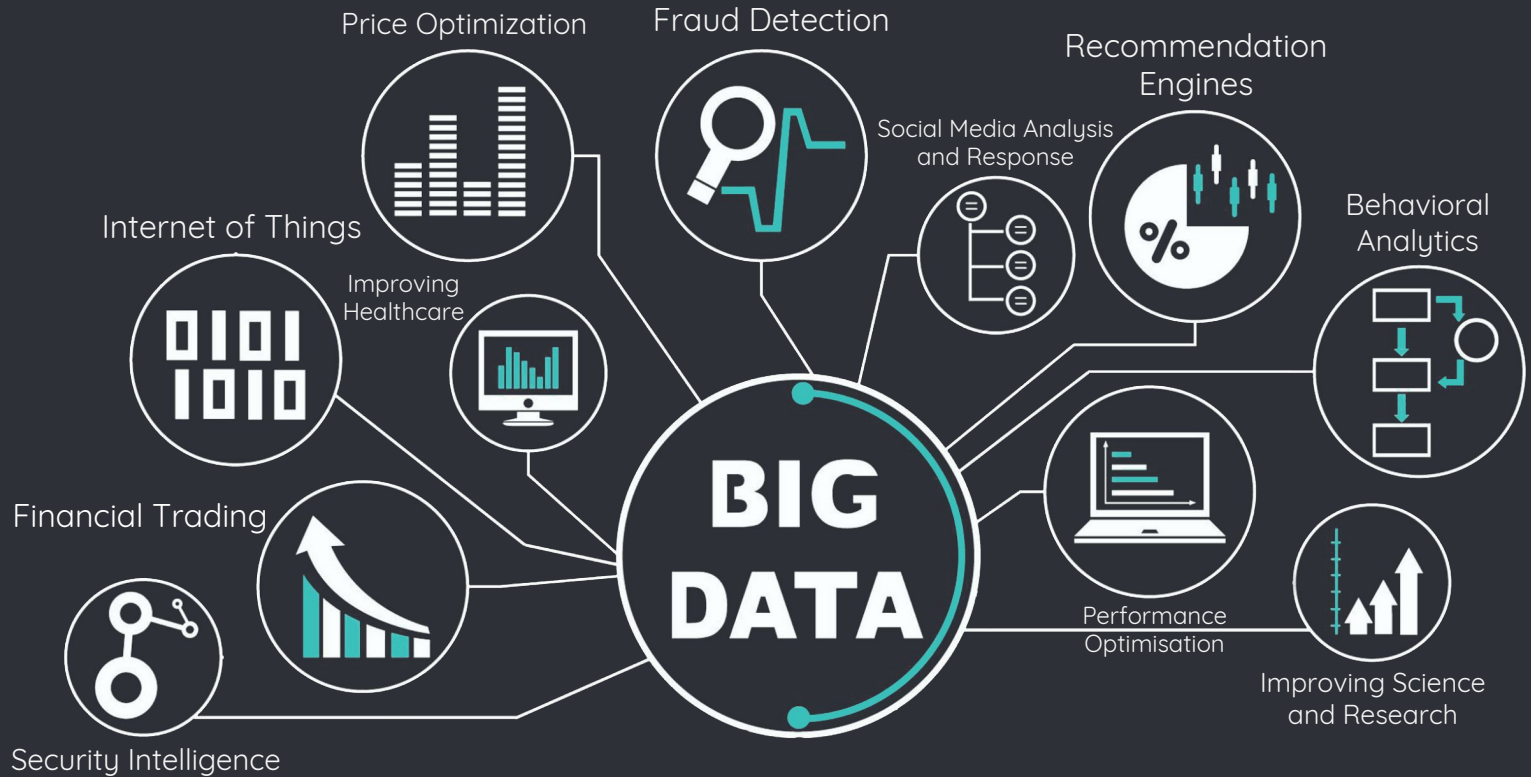 Price Optimization
Fraud Detection
Recommendation
Engines
Social Media Analysis
and Response
Behavioral
Analytics
Internet of Things
Improving
Healthcare
0101
1010
%
BIG
DATA
Financial Trading
Performance
Optimisation
Improving Science
and Research
Security Intelligence